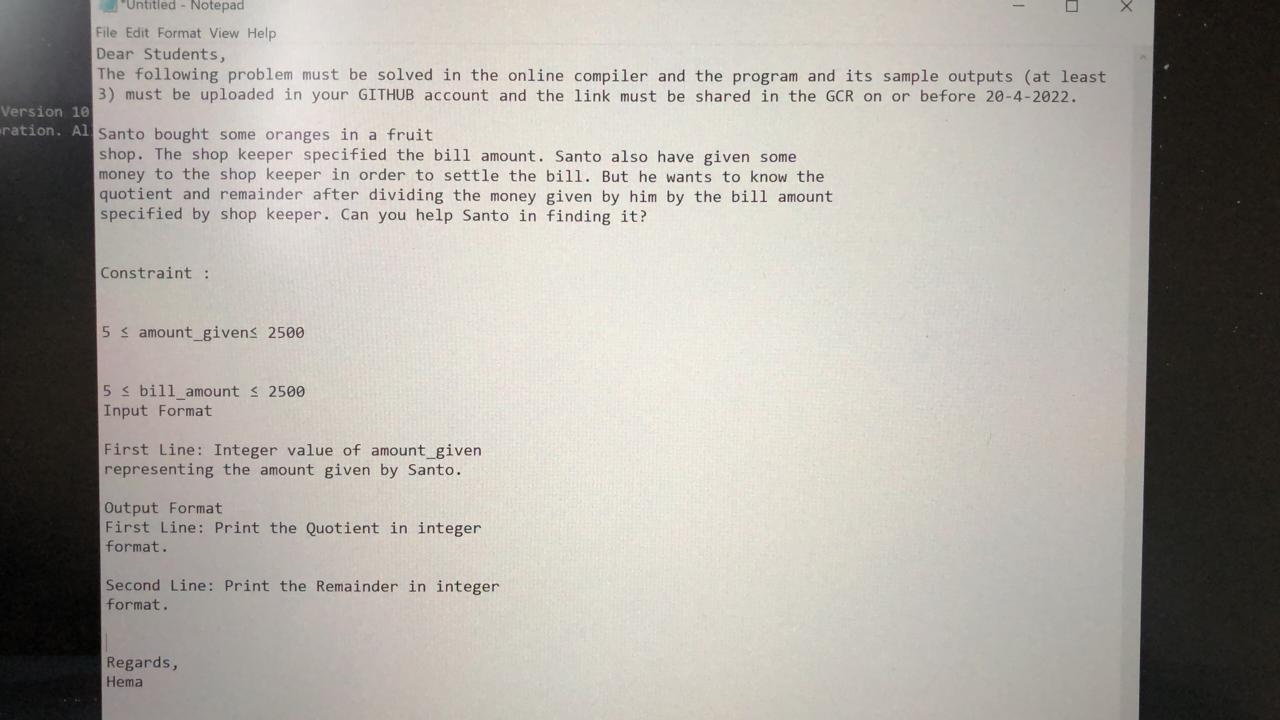 *Untitled - Notepad
File Edit Format View Help
Dear Students,
The following problem must be solved in the online compiler and the program and its sample outputs (at least
3) must be uploaded in your GITHUB account and the link must be shared in the GCR on or before 20-4-2022.
Version 10
ration. Al
Santo bought some oranges in a fruit
shop. The shop keeper specified the bill amount. Santo also have given some
money to the shop keeper in order to settle the bill. But he wants to know the
quotient and remainder after dividing the money given by him by the bill amount
specified by shop keeper. Can you help Santo in finding it?
Constraint :
5 ≤ amount_given≤ 2500
5 ≤ bill_amount ≤ 2500
Input Format
First Line: Integer value of amount_given
representing the amount given by Santo.
Output Format
First Line: Print the Quotient in integer
format.
Second Line: Print the Remainder in integer
format.
Regards,
Hema